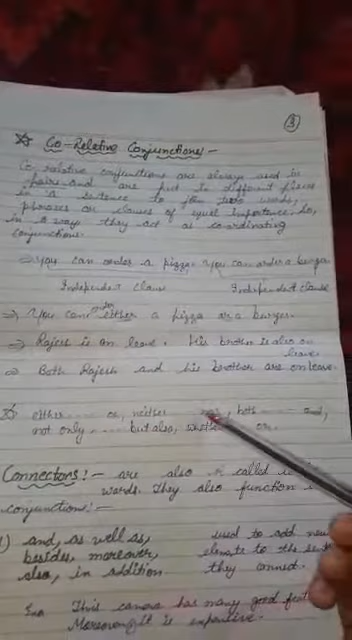 3
Co-Relative Conjunctions:-
Co-relative conjunctions are always used in
pairs and are put in different places
in a sentence to join two words,
phrases or clauses of equal importance. So,
in a way they act as co-ordinating
conjunctions.
⇒ You can order a pizza. You can order a burger.
Independent clause Independent clause
⇒ You can order either a pizza or a burger.
⇒ Rajesh is on leave. His brother is also on
leave.
⇒ Both Rajesh and his brother are on leave.
either ..... or, neither nor, both ..... and,
not only ..... but also, or.
Connectors:- are also called
words. They also function
conjunctions:-
1) and, as well as, used to add new
besides, moreover, to the
also, in addition they
This camera has many good
Moreover, it is expensive.